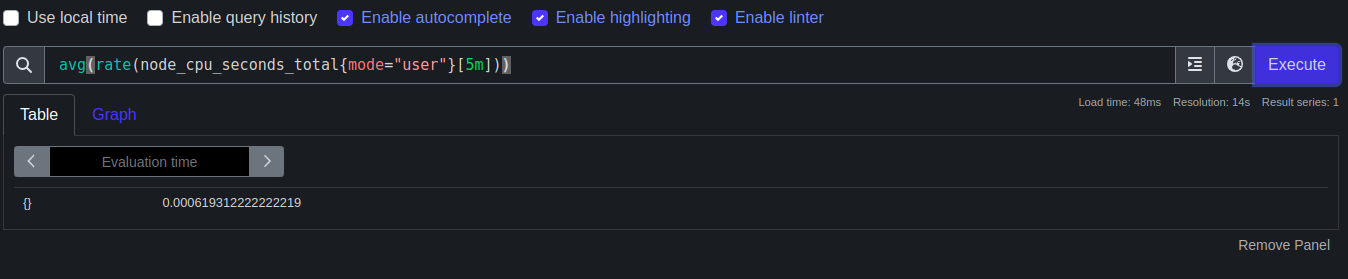 Use local time Enable query history Enable autocomplete Enable highlighting Enable linter
avg(rate(node_cpu_seconds_total{mode="user"}[5m])) Execute
Table Graph Load time: 48ms Resolution: 14s Result series: 1
Evaluation time
{} 0.000619312222222219
Remove Panel